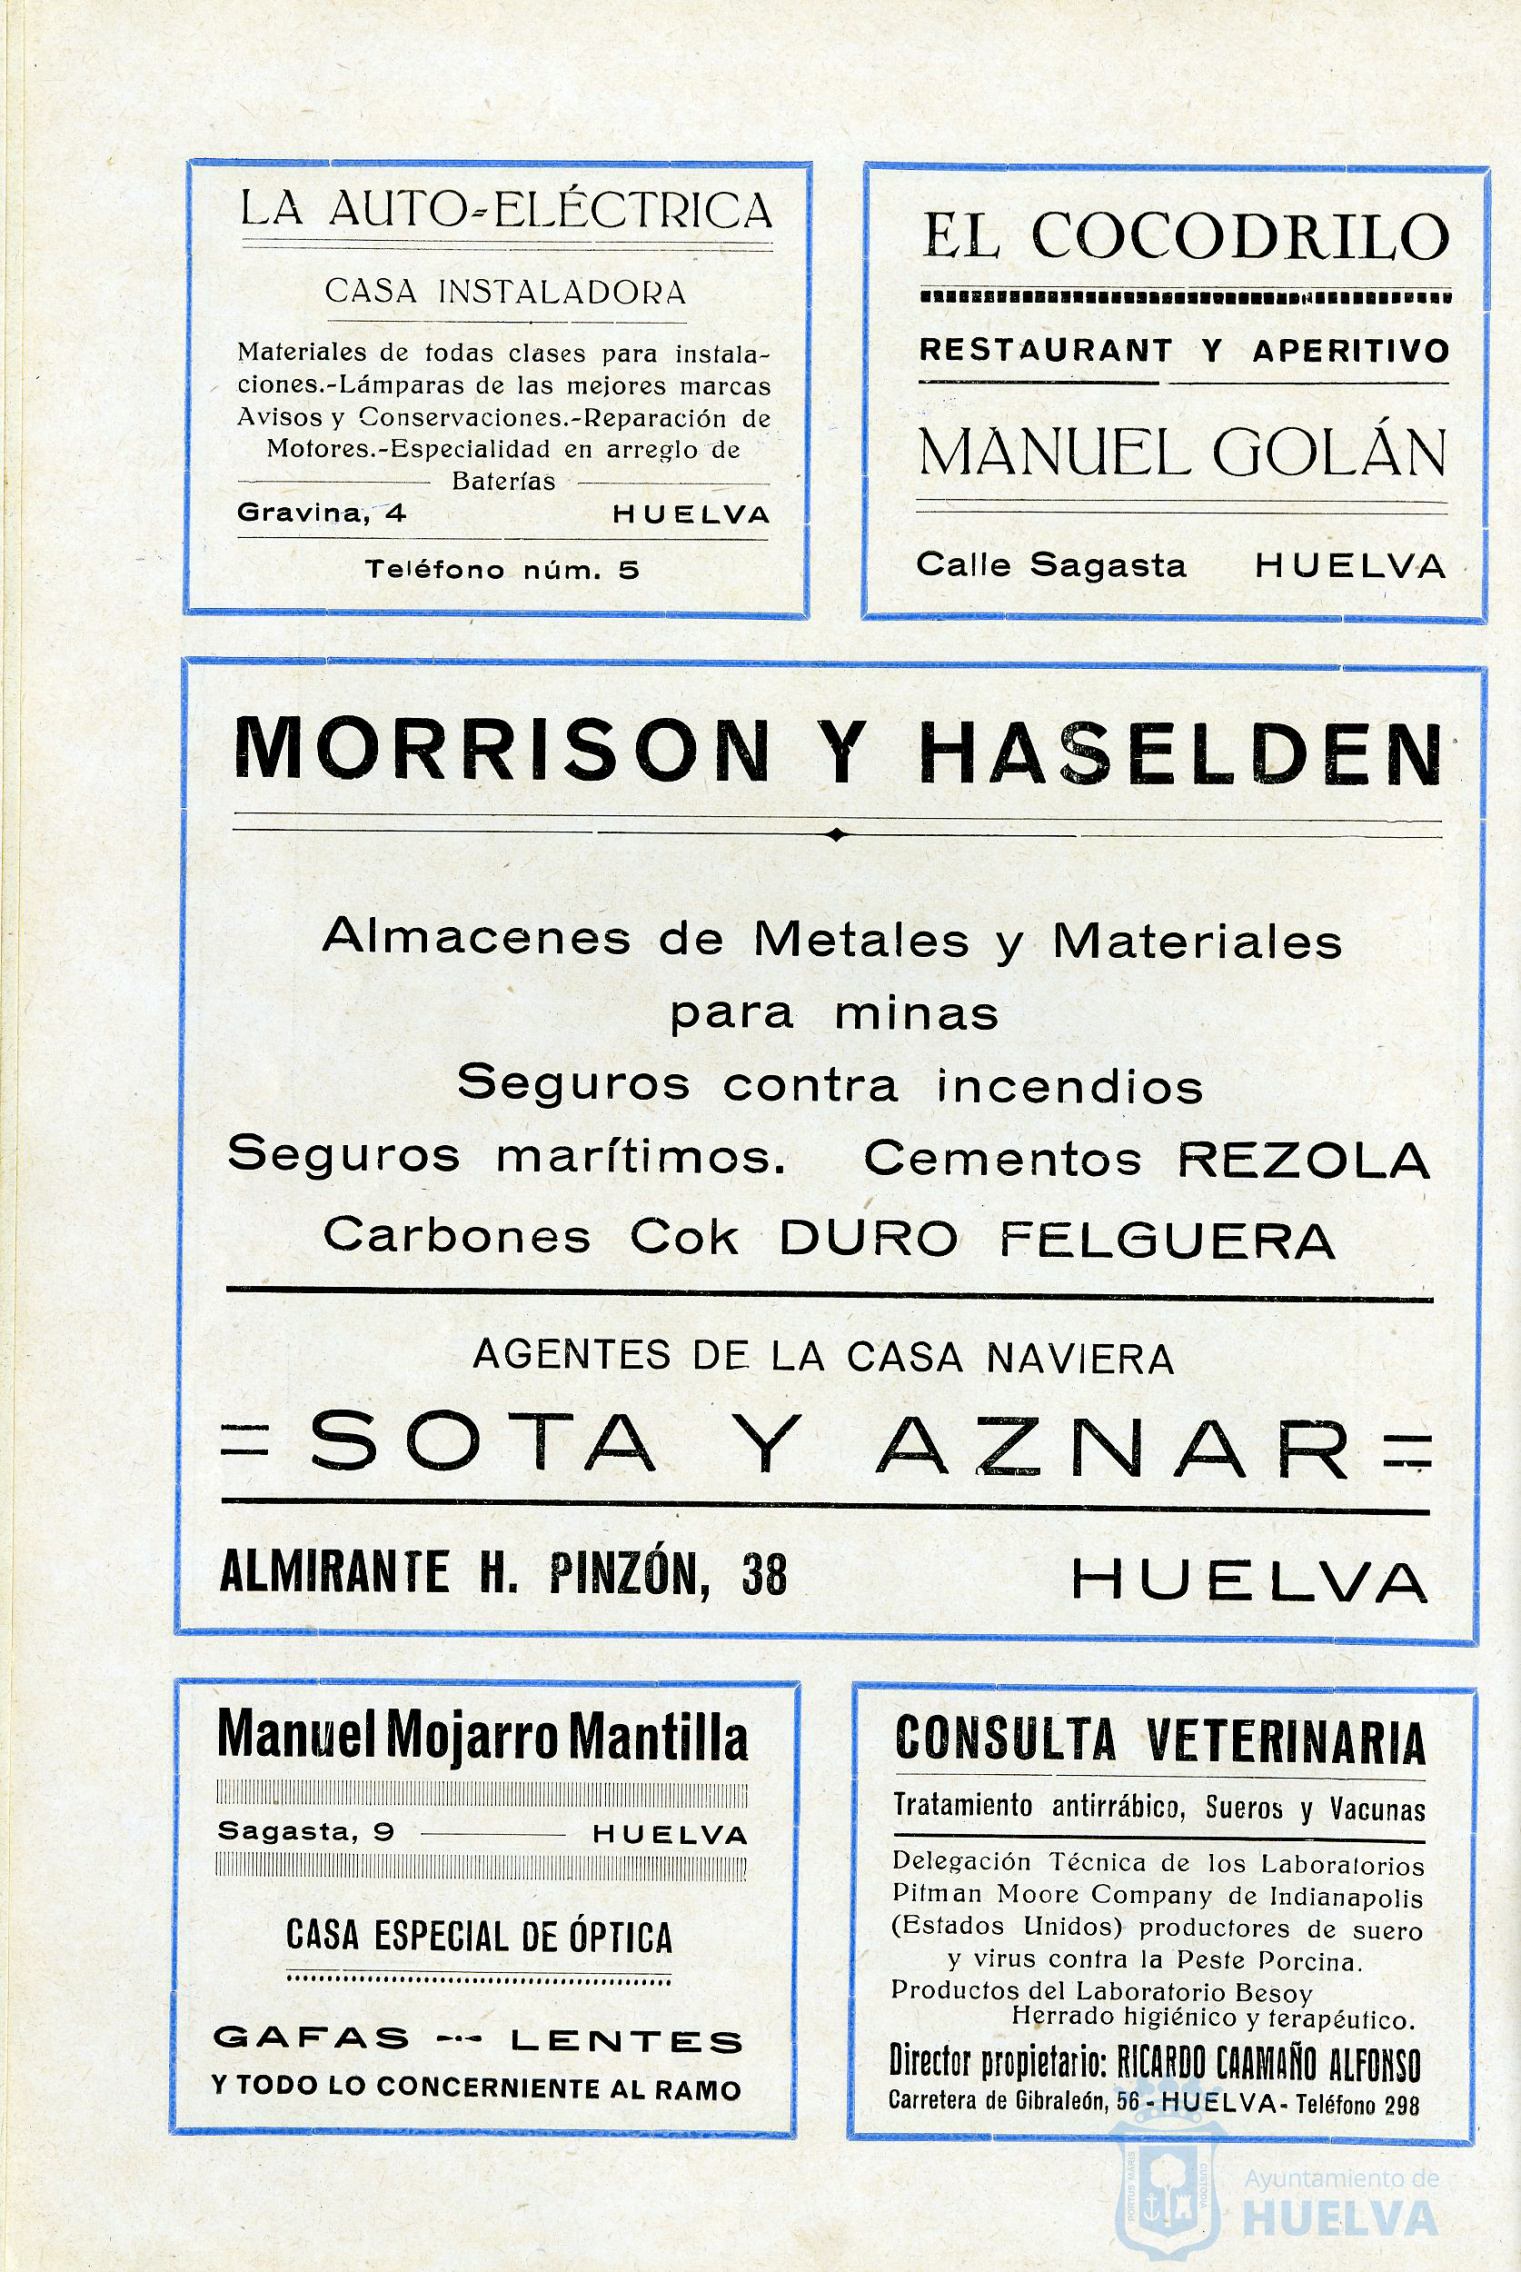 LA AUTO-ELÉCTRICA
CASA INSTALADORA
Materiales de todas clases para instala-
ciones.-Lámparas de las mejores marcas
Avisos y Conservaciones.-Reparación de
Motores.-Especialidad en arreglo de
Baterías
Gravina, 4 HUELVA
Teléfono núm. 5
EL COCODRILO
RESTAURANT Y APERITIVO
MANUEL GOLÁN
Calle Sagasta HUELVA
MORRISON Y HASELDEN
Almacenes de Metales y Materiales
para minas
Seguros contra incendios
Seguros marítimos. Cementos REZOLA
Carbones Cok DURO FELGUERA
AGENTES DE LA CASA NAVIERA
=SOTA Y AZNAR=
ALMIRANTE H. PINZÓN, 38 HUELVA
Manuel Mojarro Mantilla
Sagasta, 9 HUELVA
CASA ESPECIAL DE ÓPTICA
GAFAS -·- LENTES
Y TODO LO CONCERNIENTE AL RAMO
CONSULTA VETERINARIA
Tratamiento antirrábico, Sueros y Vacunas
Delegación Técnica de los Laboratorios
Pitman Moore Company de Indianapolis
(Estados Unidos) productores de suero
y virus contra la Peste Porcina.
Productos del Laboratorio Besoy
Herrado higiénico y terapéutico.
Director propietario: RICARDO CAAMAÑO ALFONSO
Carretera de Gibraleón, 56 - HUELVA - Teléfono 298
PORTUS MARIS
CUSTODIA
Ayuntamiento de
HUELVA